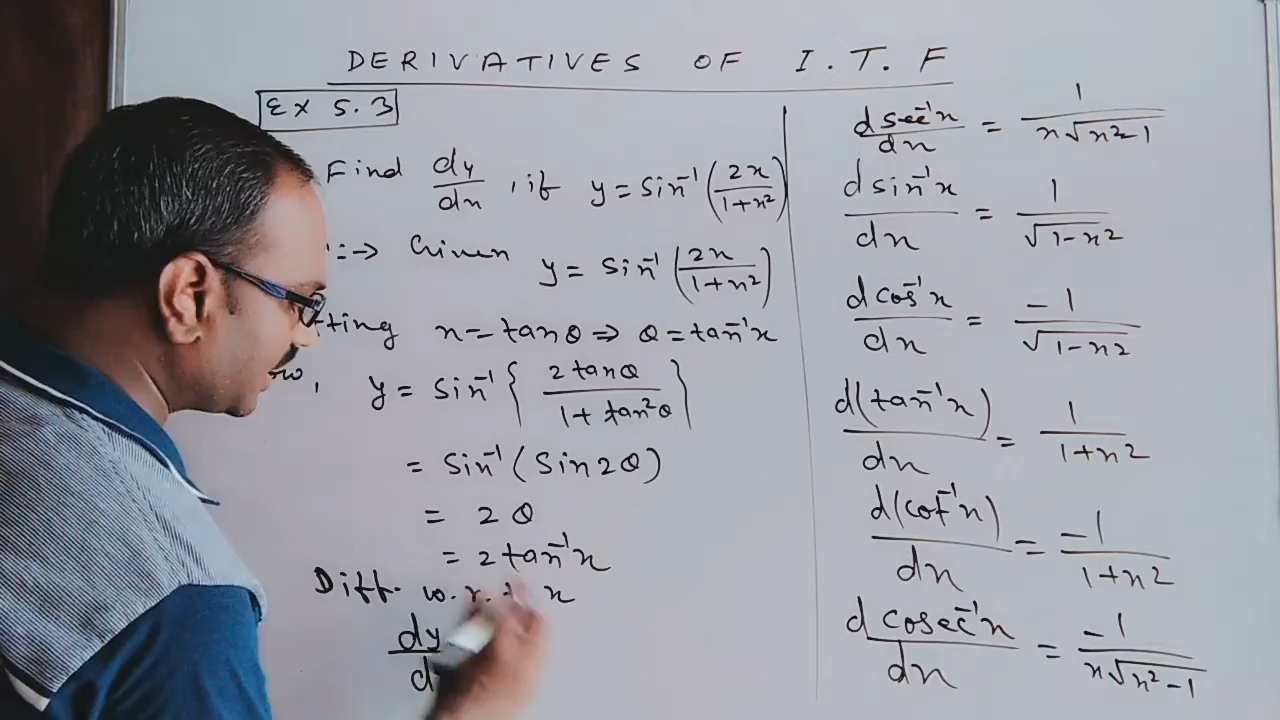 DERIVATIVES OF I.T.F
Ex 5.3
Find dy/dx, if y = sin⁻¹(2x/1+x²)
:→ Given y = sin⁻¹(2x/1+x²)
tting x = tanθ ⇒ θ = tan⁻¹x
w, y = sin⁻¹{2tanθ/1+tan²θ}
= sin⁻¹(sin2θ)
= 2θ
= 2tan⁻¹x
Diff. w.r. x
dy
d
d sec⁻¹x/dx = 1/x√x²-1
d sin⁻¹x/dx = 1/√1-x²
d cos⁻¹x/dx = -1/√1-x²
d(tan⁻¹x)/dx = 1/1+x²
d(cot⁻¹x)/dx = -1/1+x²
d cosec⁻¹x/dx = -1/x√x²-1